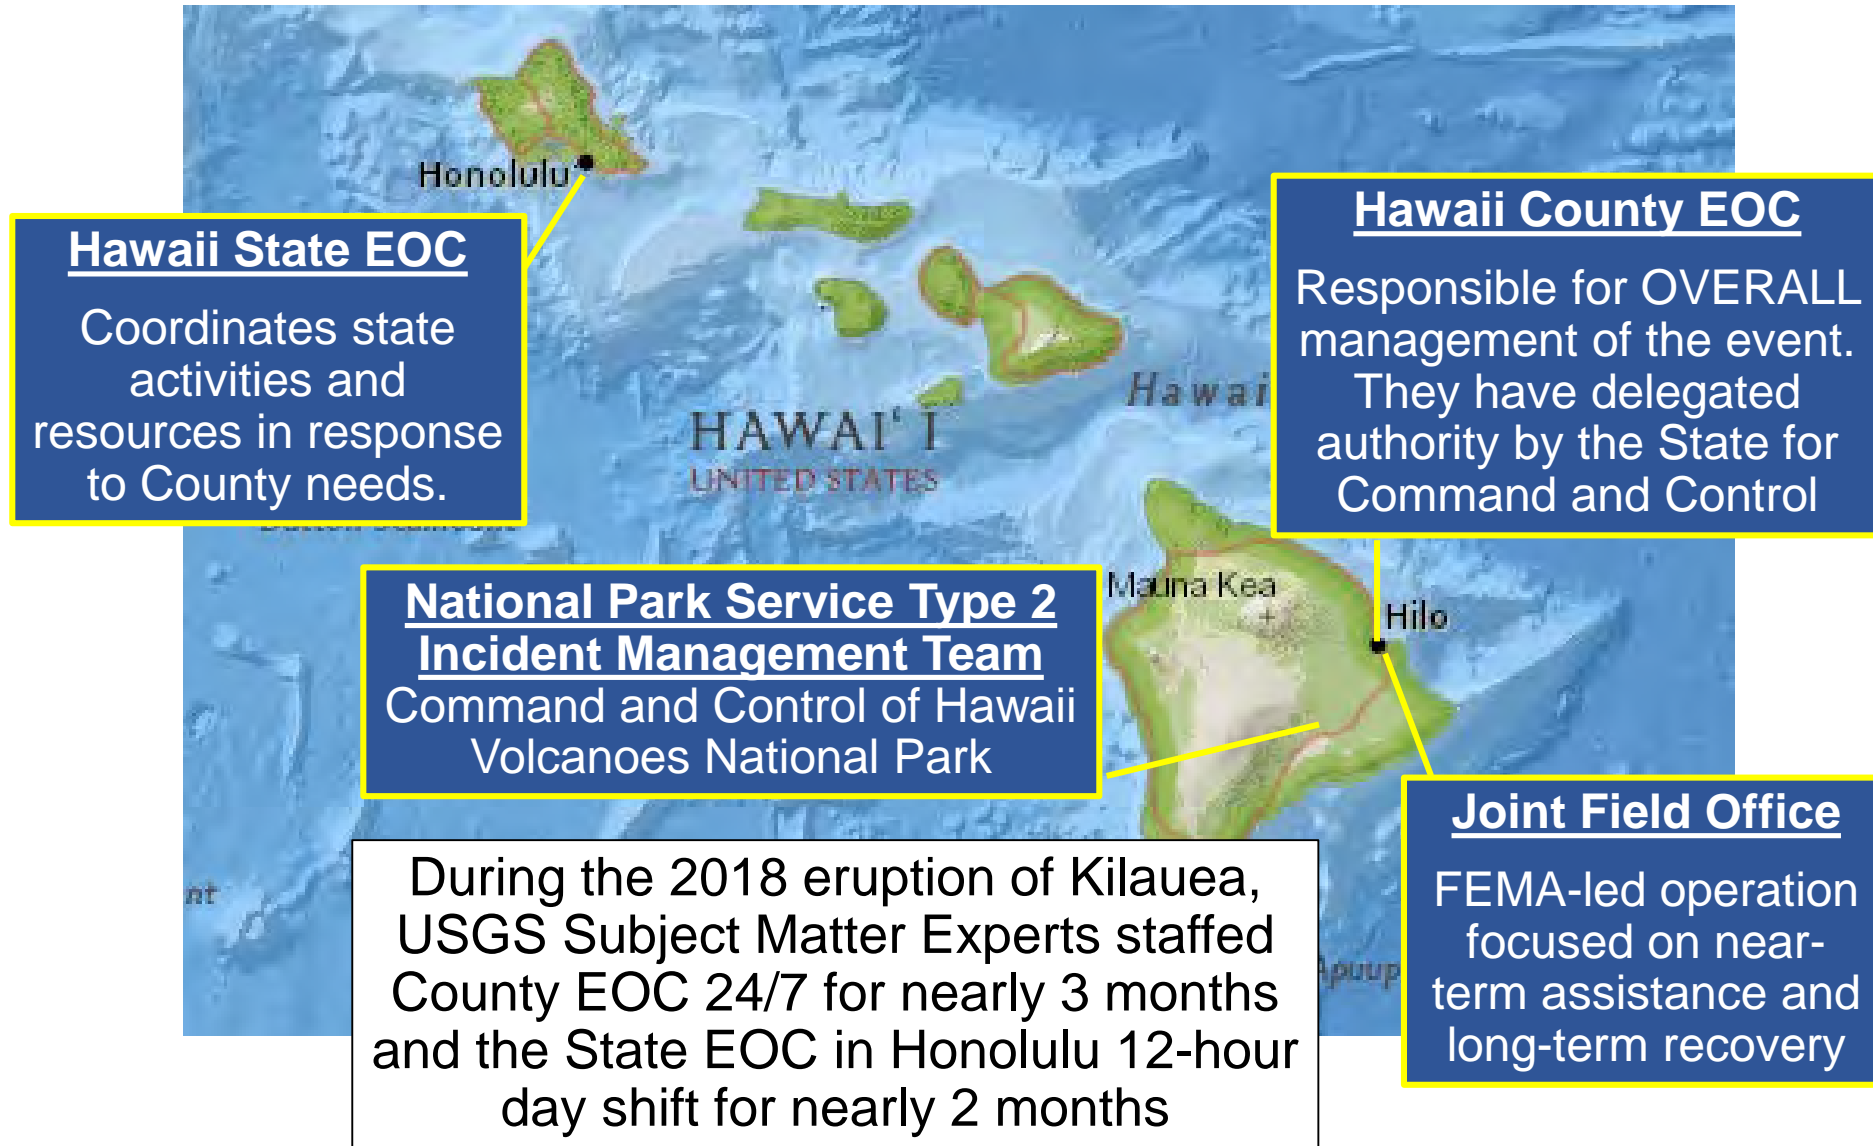 Honolulu
Hawaii State EOC
Coordinates state
activities and
resources in response
to County needs.
Hawaii County EOC
Responsible for OVERALL
management of the event.
They have delegated
authority by the State for
Command and Control
Hawai
HAWAIʻI
UNITED STATES
National Park Service Type 2
Incident Management Team
Command and Control of Hawaii
Volcanoes National Park
Mauna Kea
Hilo
Joint Field Office
FEMA-led operation
focused on near-
term assistance and
long-term recovery
nt
Apuup
During the 2018 eruption of Kilauea,
USGS Subject Matter Experts staffed
County EOC 24/7 for nearly 3 months
and the State EOC in Honolulu 12-hour
day shift for nearly 2 months